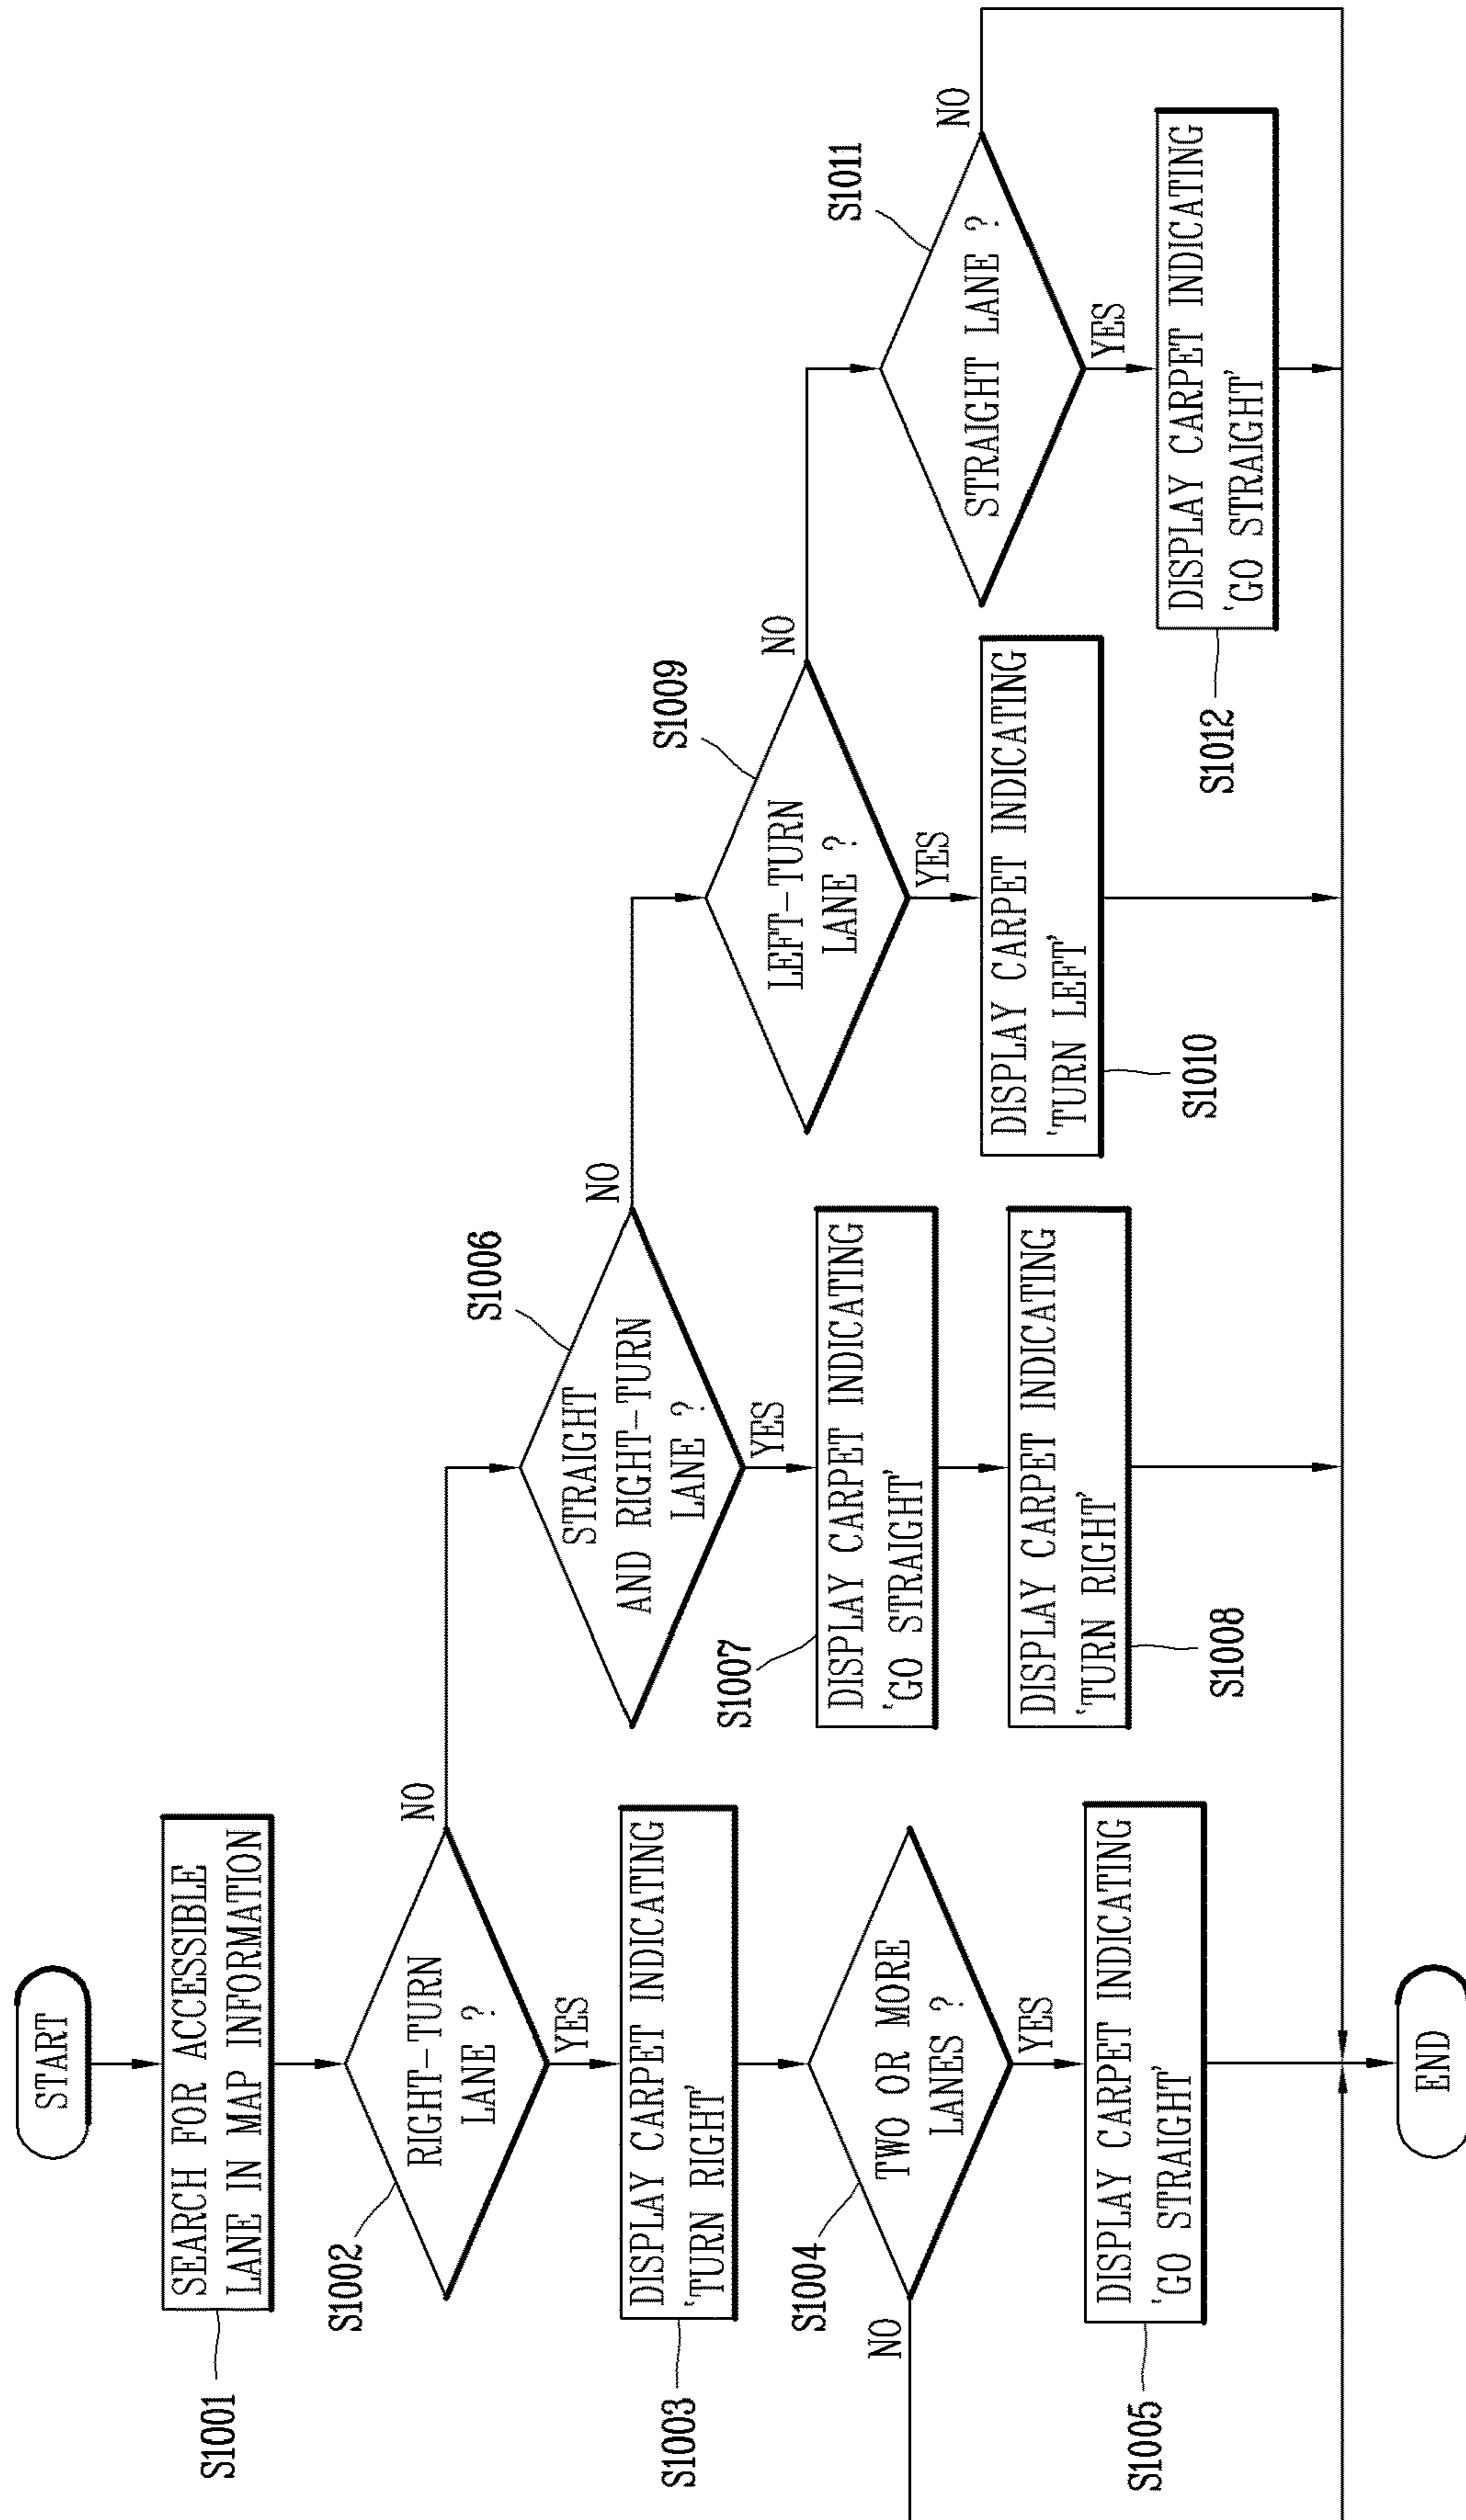 START
S1001
SEARCH FOR ACCESSIBLE
LANE IN MAP INFORMATION
S1002
RIGHT-TURN
LANE ?
NO
YES
S1003
DISPLAY CARPET INDICATING
'TURN RIGHT'
S1004
TWO OR MORE
LANES ?
NO
YES
S1005
DISPLAY CARPET INDICATING
'GO STRAIGHT'
END
S1006
STRAIGHT
AND RIGHT-TURN
LANE ?
NO
YES
S1007
DISPLAY CARPET INDICATING
'GO STRAIGHT'
DISPLAY CARPET INDICATING
'TURN RIGHT'
S1008
S1009
LEFT-TURN
LANE ?
NO
YES
DISPLAY CARPET INDICATING
'TURN LEFT'
S1010
S1011
STRAIGHT LANE ?
NO
YES
DISPLAY CARPET INDICATING
'GO STRAIGHT'
S1012